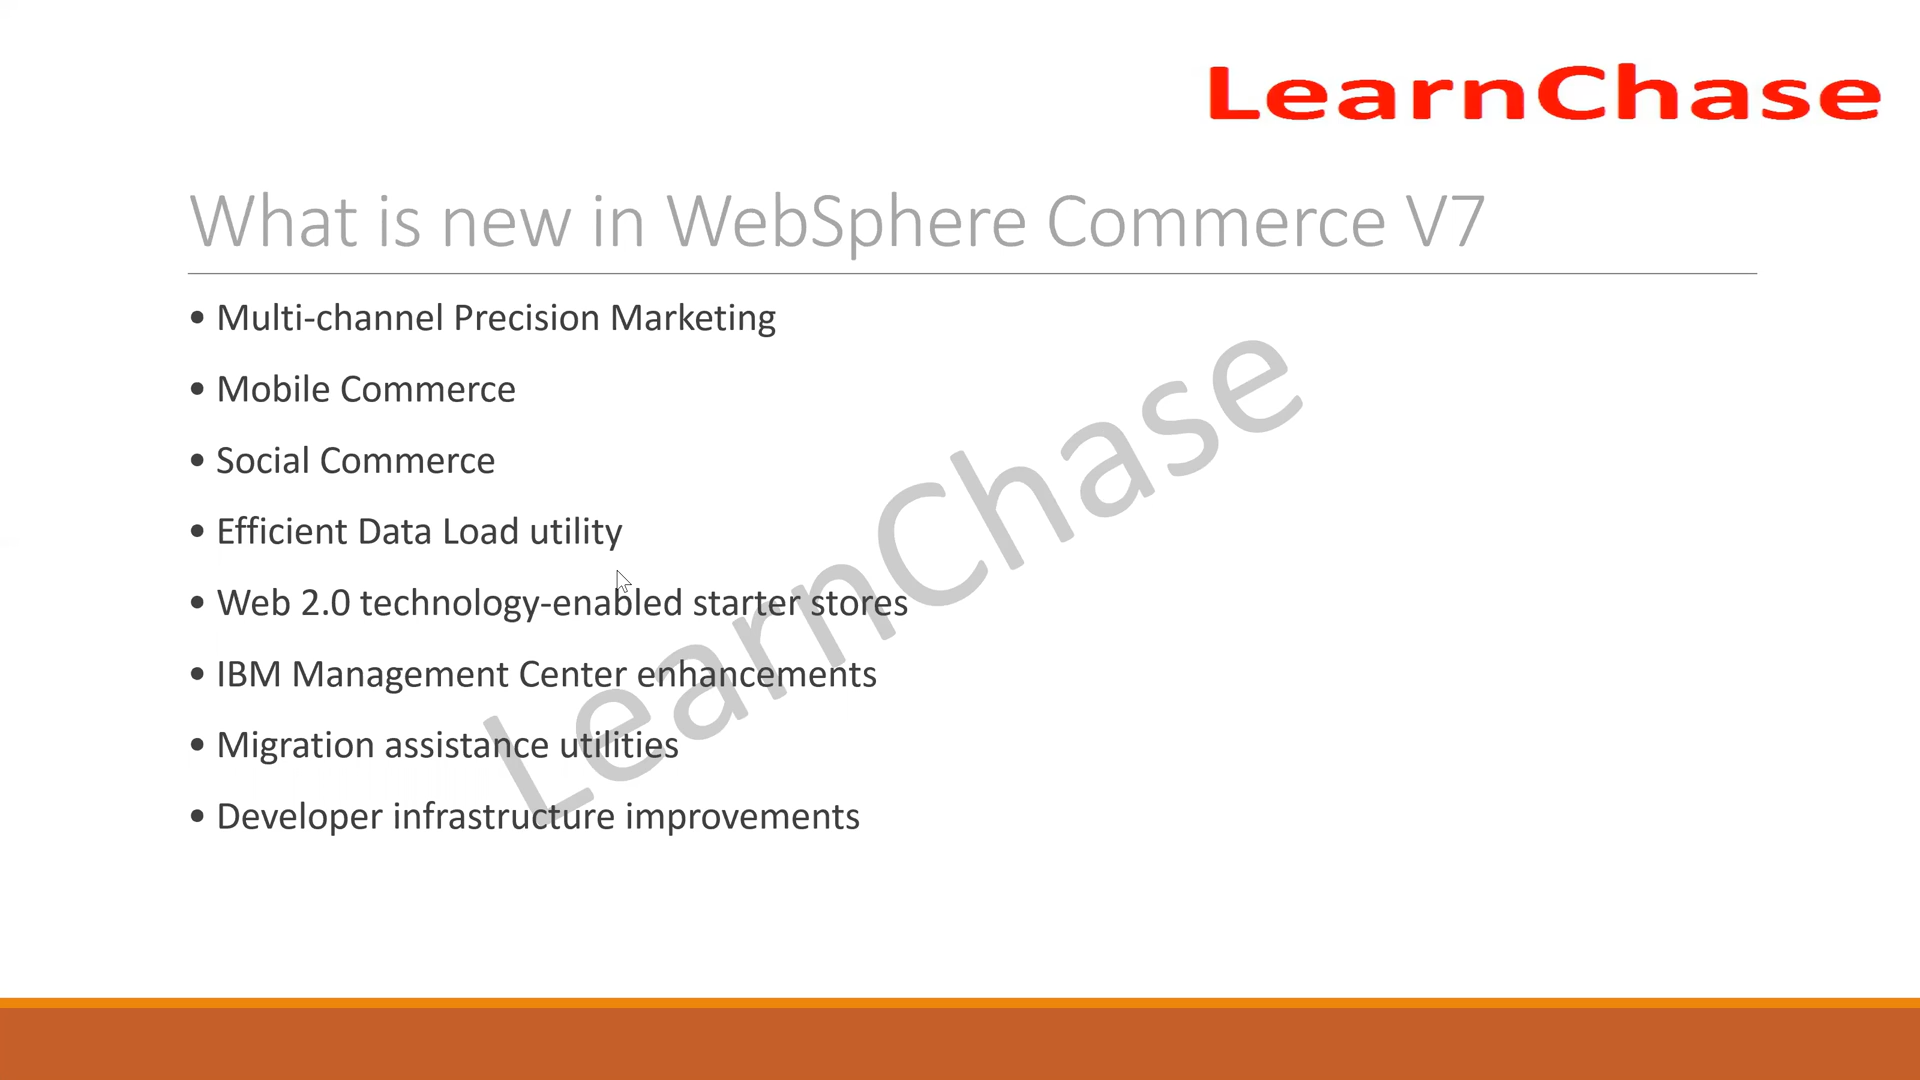 LearnChase
What is new in WebSphere Commerce V7
• Multi-channel Precision Marketing
• Mobile Commerce
• Social Commerce
• Efficient Data Load utility
• Web 2.0 technology-enabled starter stores
• IBM Management Center enhancements
• Migration assistance utilities
• Developer infrastructure improvements
LearnChase